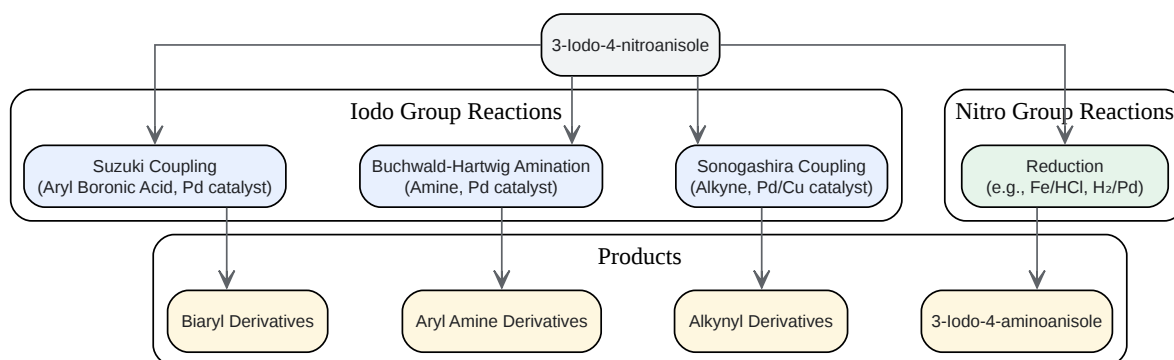 3-Iodo-4-nitroanisole
Iodo Group Reactions
Nitro Group Reactions
Suzuki Coupling
(Aryl Boronic Acid, Pd catalyst)
Buchwald-Hartwig Amination
(Amine, Pd catalyst)
Sonogashira Coupling
(Alkyne, Pd/Cu catalyst)
Reduction
(e.g., Fe/HCl, H₂/Pd)
Products
Biaryl Derivatives
Aryl Amine Derivatives
Alkynyl Derivatives
3-Iodo-4-aminoanisole